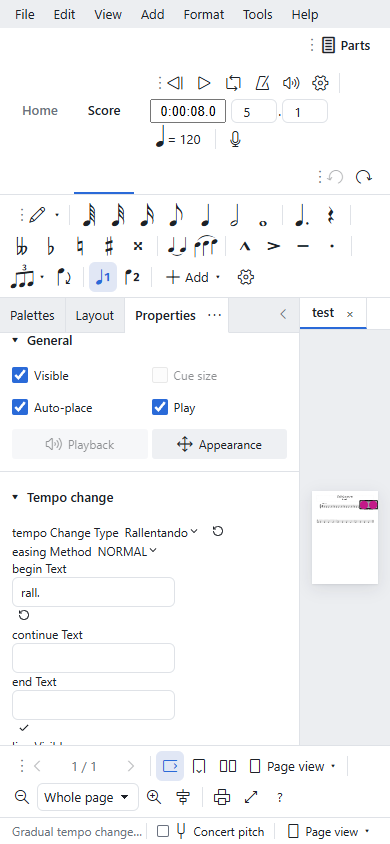 File Edit View Add Format Tools Help
Parts
Home Score 0:00:08.0 5 . 1
= 120
3
1 2 Add
Palettes Layout Properties ··· test ×
General
Visible Cue size
Auto-place Play
Playback Appearance
Tempo change
tempo Change Type Rallentando
easing Method NORMAL
begin Text
rall.
continue Text
end Text
1 / 1 Page view
Whole page ?
Gradual tempo change... Concert pitch Page view